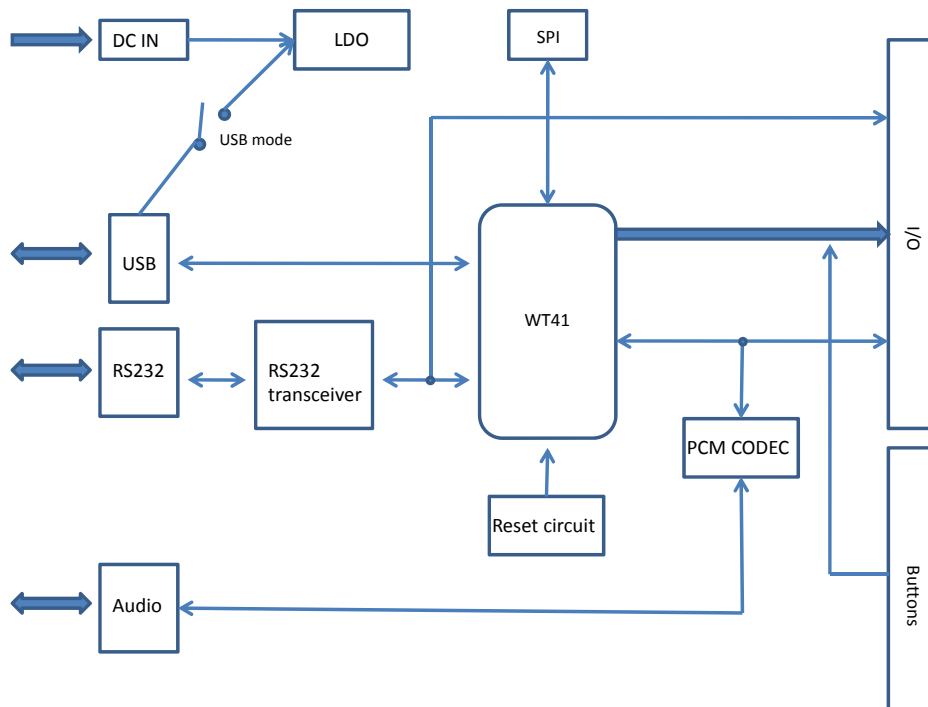 DC IN
LDO
SPI
USB mode
USB
I/O
WT41
RS232
RS232
transceiver
PCM CODEC
Reset circuit
Buttons
Audio